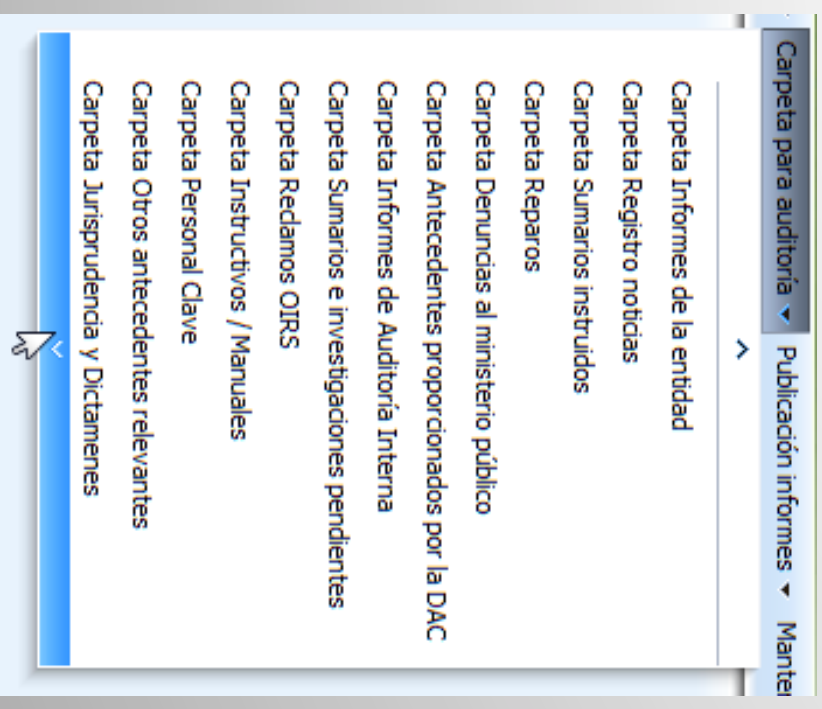 Carpeta para auditoría Publicación informes
Carpeta Informes de la entidad
Carpeta Registro noticias
Carpeta Sumarios instruidos
Carpeta Reparos
Carpeta Denuncias al ministerio público
Carpeta Antecedentes proporcionados por la DAC
Carpeta Informes de Auditoría Interna
Carpeta Sumarios e investigaciones pendientes
Carpeta Reclamos OIRS
Carpeta Instructivos / Manuales
Carpeta Personal Clave
Carpeta Otros antecedentes relevantes
Carpeta Jurisprudencia y Dictamenes